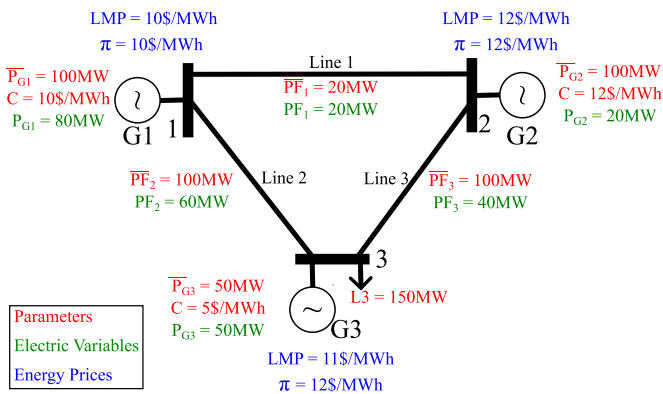 LMP = 10$/MWh
π = 10$/MWh
LMP = 12$/MWh
π = 12$/MWh
Line 1
P̅G1 = 100MW
C = 10$/MWh
PG1 = 80MW
G1
1
P̅F̅1 = 20MW
PF1 = 20MW
2
G2
P̅G2 = 100MW
C = 12$/MWh
PG2 = 20MW
P̅F̅2 = 100MW
PF2 = 60MW
Line 2
Line 3
P̅F̅3 = 100MW
PF3 = 40MW
3
P̅G3 = 50MW
C = 5$/MWh
PG3 = 50MW
G3
L3 = 150MW
LMP = 11$/MWh
π = 12$/MWh
Parameters
Electric Variables
Energy Prices